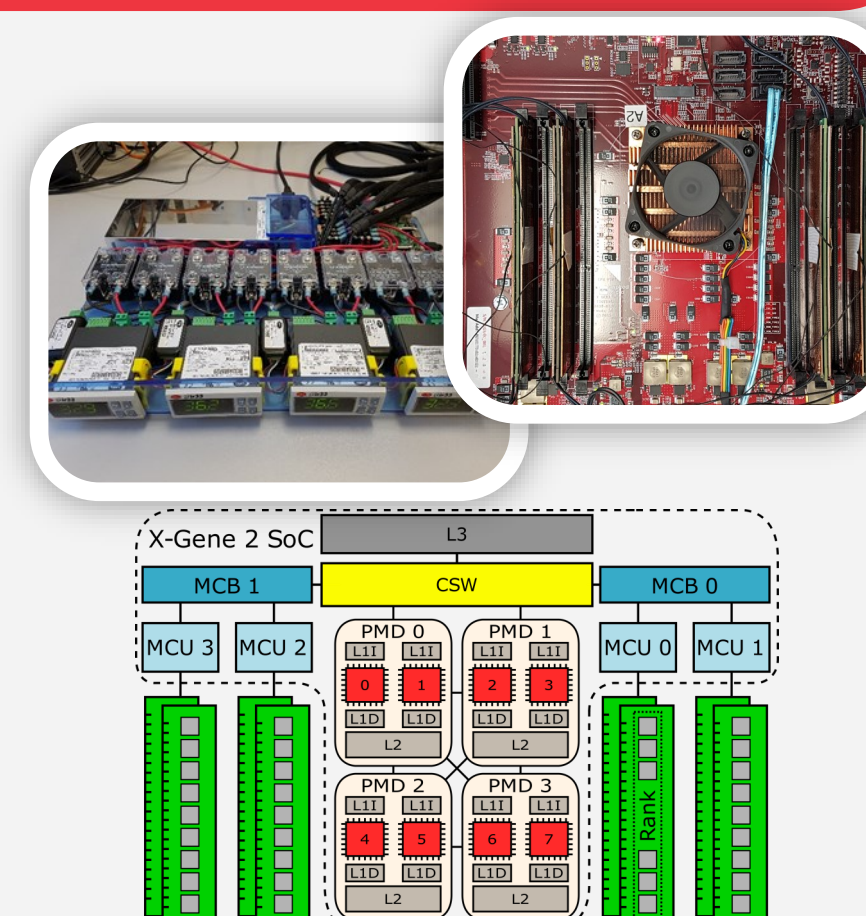 A2
X-Gene 2 SoC
L3
MCB 1
CSW
MCB 0
MCU 3
MCU 2
PMD 0
PMD 1
MCU 0
MCU 1
L1I
L1I
L1I
L1I
0
1
2
3
L1D
L1D
L1D
L1D
L2
L2
PMD 2
PMD 3
L1I
L1I
L1I
L1I
Rank
4
5
6
7
L1D
L1D
L1D
L1D
L2
L2